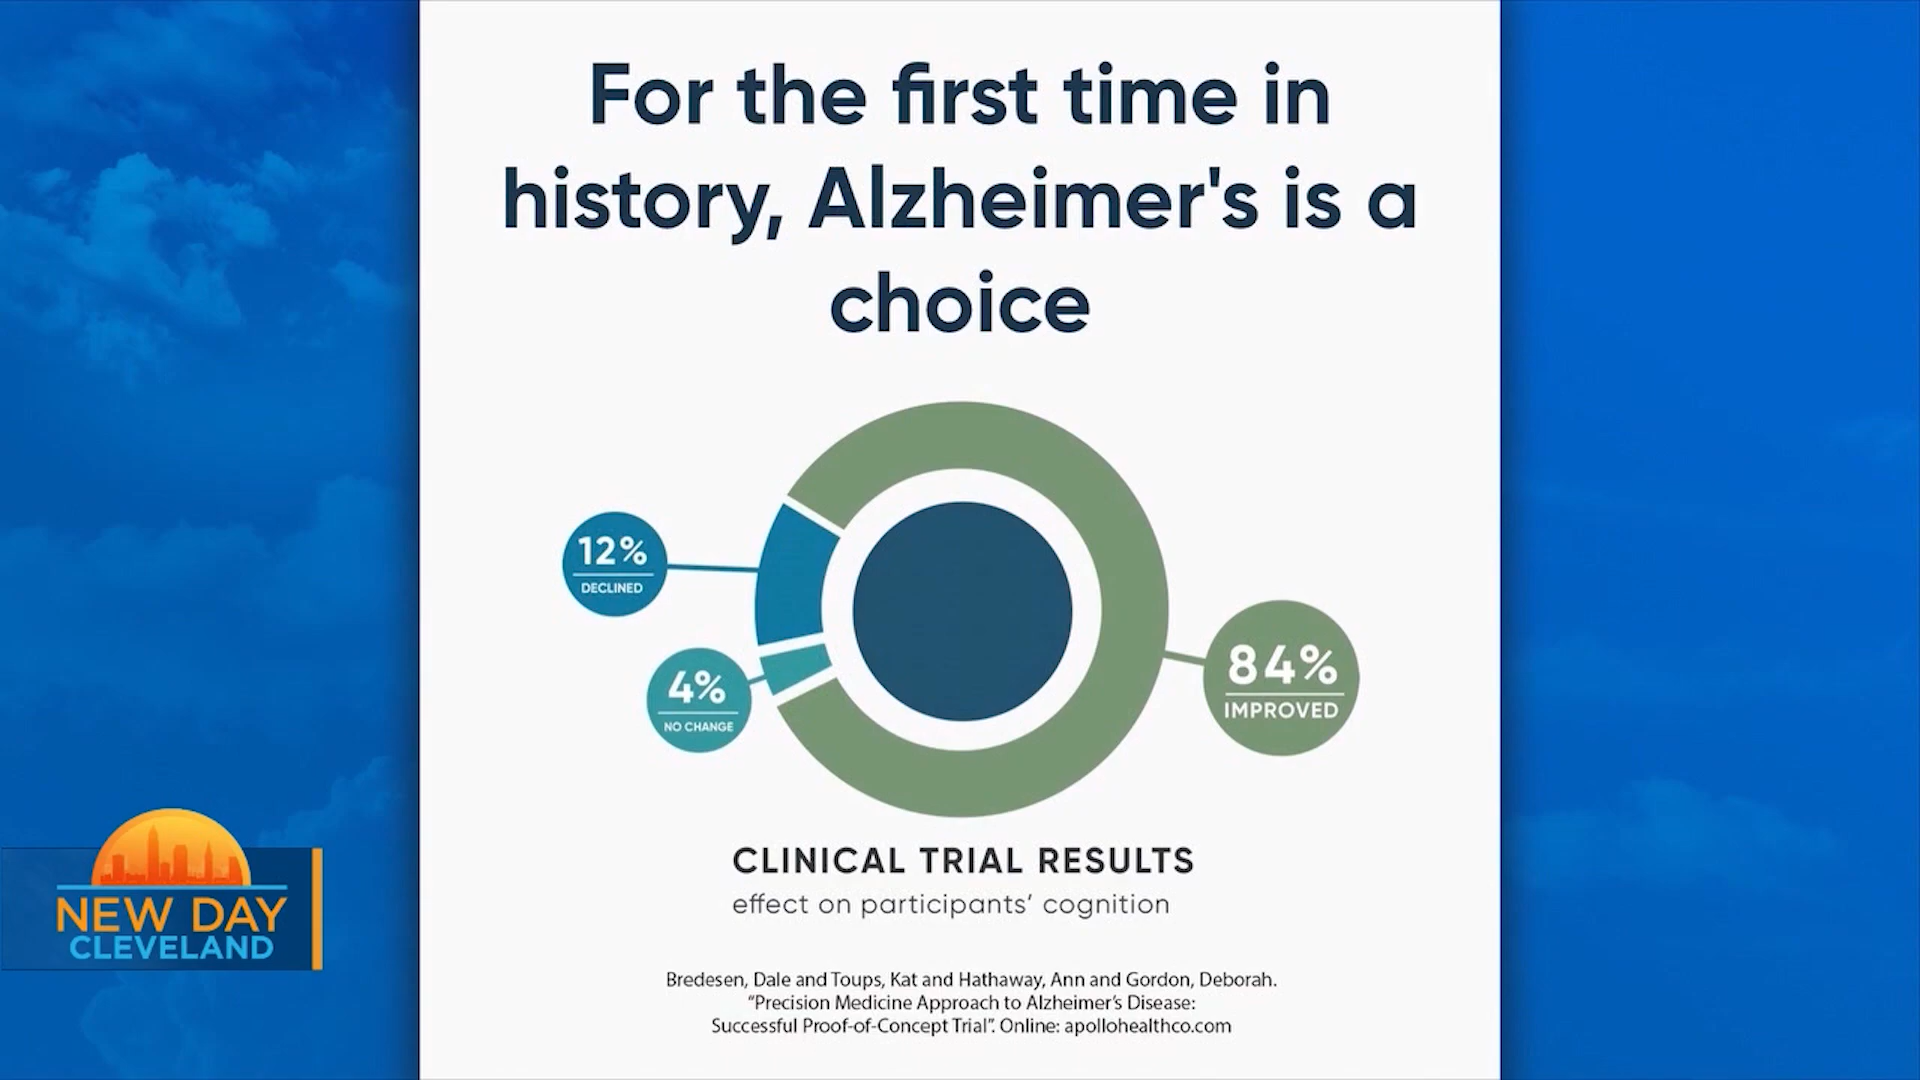 For the first time in
history, Alzheimer's is a
choice
12%
DECLINED
4%
NO CHANGE
84%
IMPROVED
CLINICAL TRIAL RESULTS
effect on participants' cognition
Bredesen, Dale and Toups, Kat and Hathaway, Ann and Gordon, Deborah.
“Precision Medicine Approach to Alzheimer’s Disease:
Successful Proof-of-Concept Trial”. Online: apollohealthco.com
NEW DAY
CLEVELAND